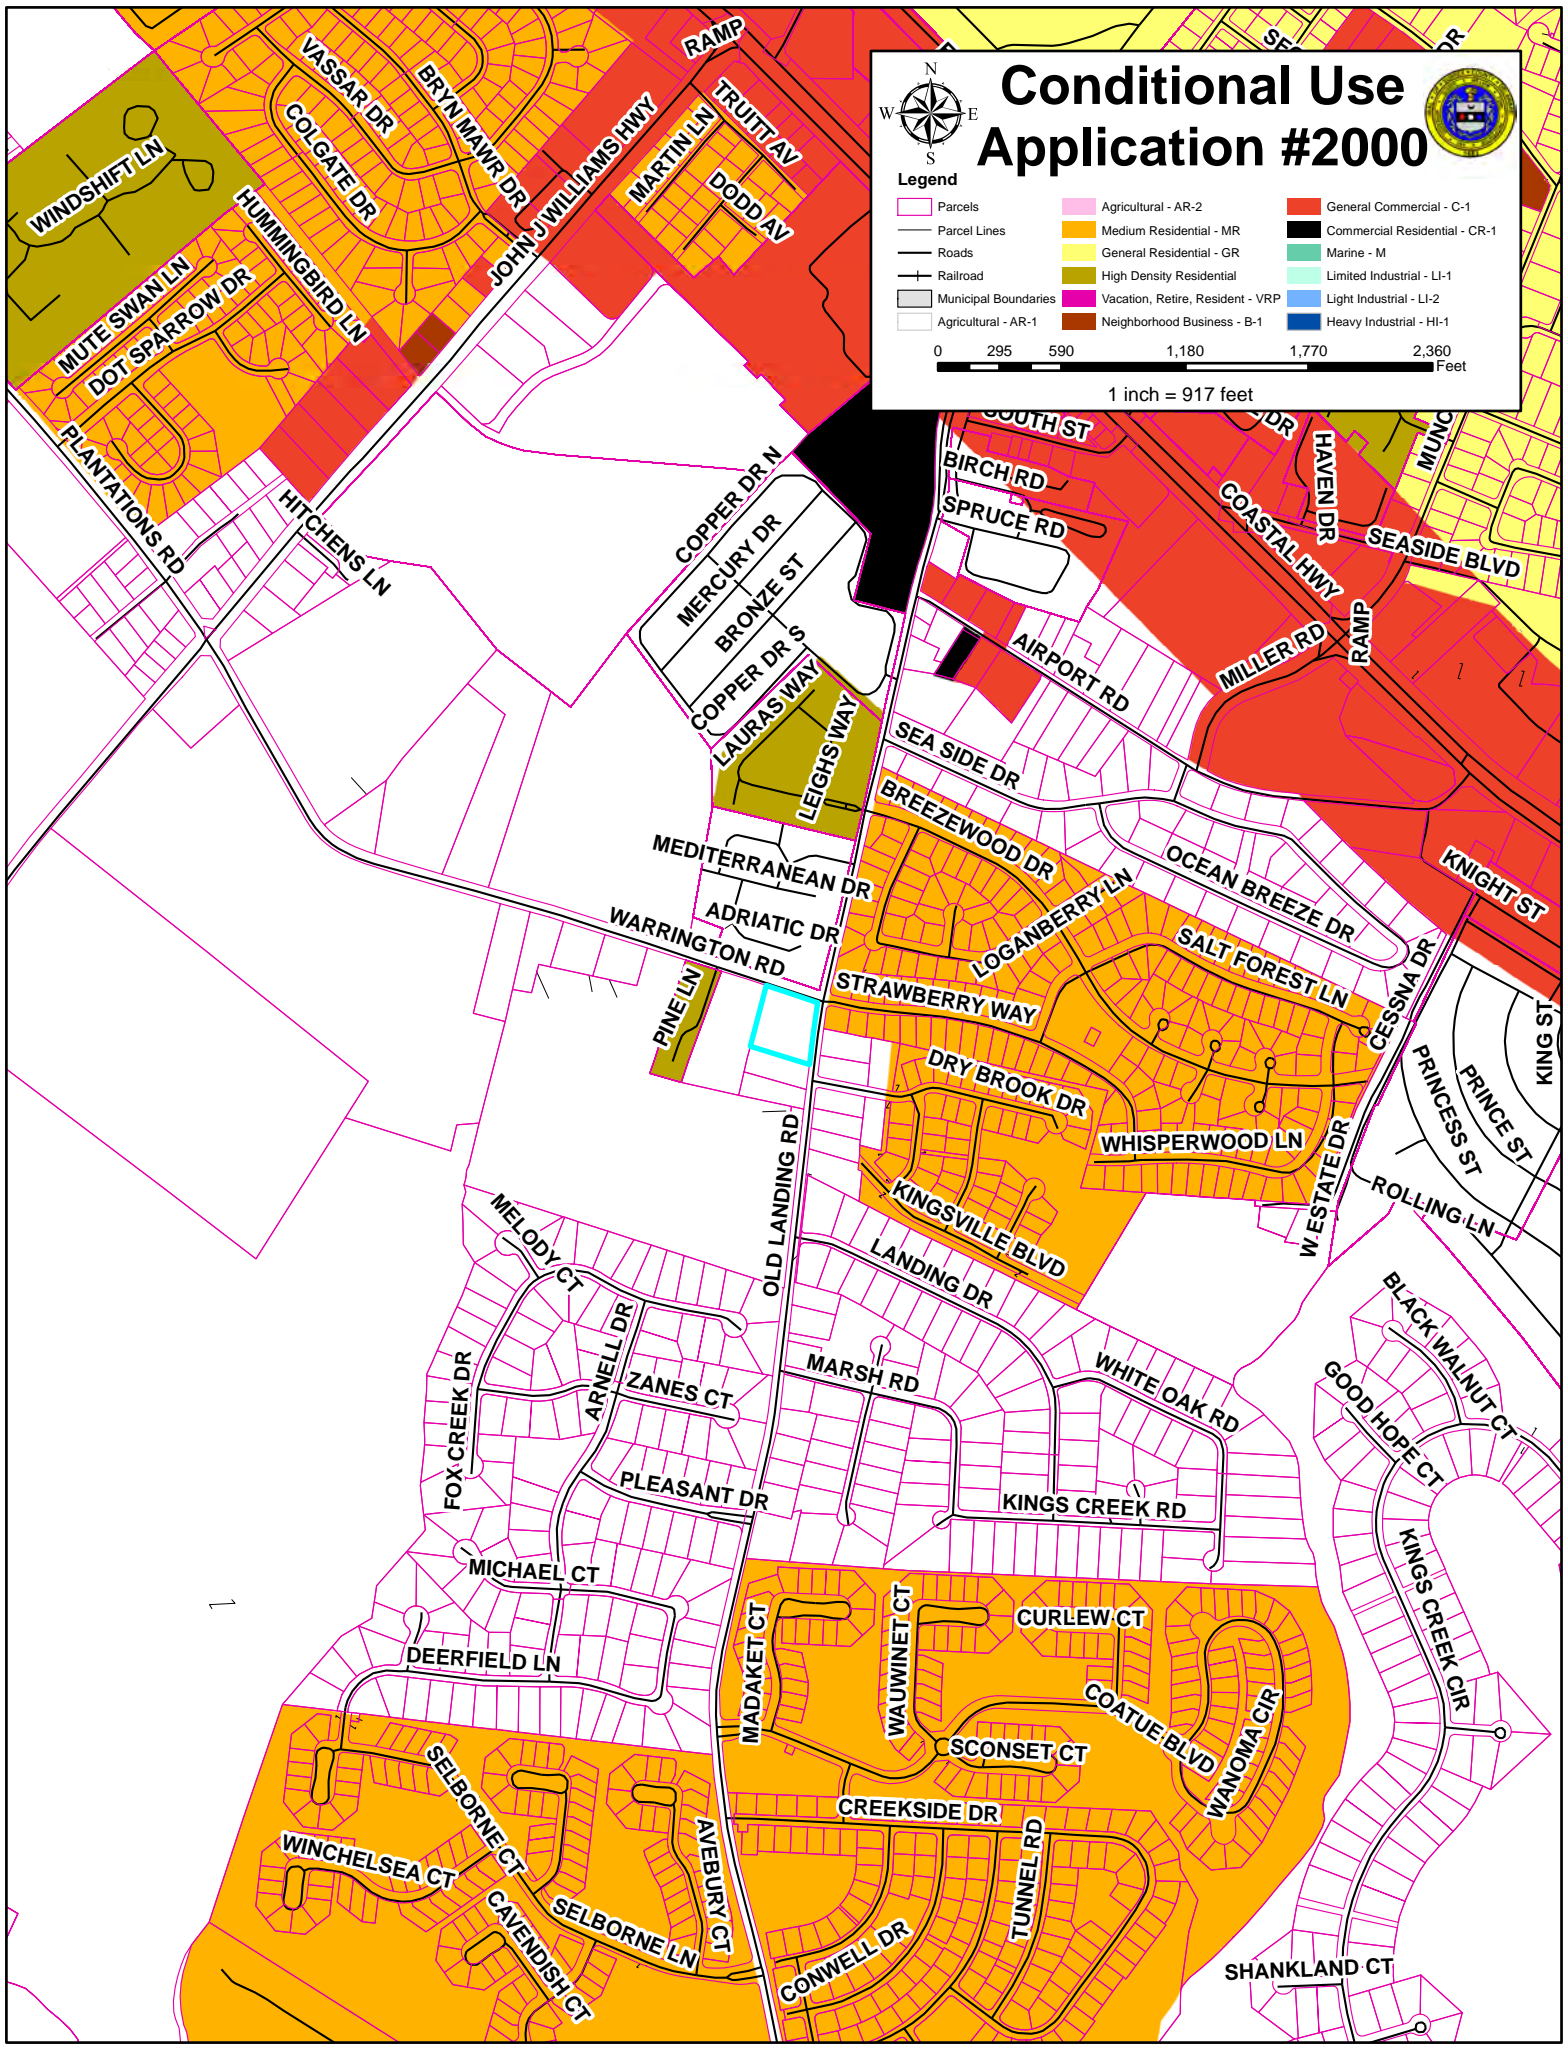 Conditional Use
Application #2000
N
W
E
S
Legend
Parcels
Parcel Lines
Roads
Railroad
Municipal Boundaries
Agricultural - AR-1
Agricultural - AR-2
Medium Residential - MR
General Residential - GR
High Density Residential
Vacation, Retire, Resident - VRP
Neighborhood Business - B-1
General Commercial - C-1
Commercial Residential - CR-1
Marine - M
Limited Industrial - LI-1
Light Industrial - LI-2
Heavy Industrial - HI-1
0 295 590 1,180 1,770 2,360
Feet
1 inch = 917 feet
RAMP
VASSAR DR
BRYN MAWR DR
COLGATE DR
JOHN J WILLIAMS HWY
TRUITT AV
MARTIN LN
DODD AV
WINDSHIFT LN
HUMMINGBIRD LN
MUTE SWAN LN
DOT SPARROW DR
PLANTATIONS RD
HITCHENS LN
COPPER DR N
MERCURY DR
BRONZE ST
COPPER DR S
LAURAS WAY
LEIGHS WAY
SOUTH ST
DR
BIRCH RD
SPRUCE RD
HAVEN DR
COASTAL HWY
SEASIDE BLVD
RAMP
MILLER RD
AIRPORT RD
SEA SIDE DR
BREEZEWOOD DR
OCEAN BREEZE DR
KNIGHT ST
MEDITERRANEAN DR
ADRIATIC DR
WARRINGTON RD
LOGANBERRY LN
SALT FOREST LN
CESSNA DR
STRAWBERRY WAY
PINE LN
DRY BROOK DR
KING ST
PRINCE ST
PRINCESS ST
WHISPERWOOD LN
W ESTATE DR
ROLLING LN
OLD LANDING RD
KINGSVILLE BLVD
MELODY CT
LANDING DR
BLACK WALNUT CT
ARNELL DR
FOX CREEK DR
ZANES CT
MARSH RD
WHITE OAK RD
GOOD HOPE CT
PLEASANT DR
KINGS CREEK RD
KINGS CREEK CIR
MICHAEL CT
DEERFIELD LN
MADAKET CT
WAUWINET CT
CURLEW CT
COATUE BLVD
WANOMA CIR
SCONSET CT
SELBORNE CT
CREEKSIDE DR
WINCHELSEA CT
AVEBURY CT
TUNNEL RD
CAVENDISH CT
SELBORNE LN
CONWELL DR
SHANKLAND CT